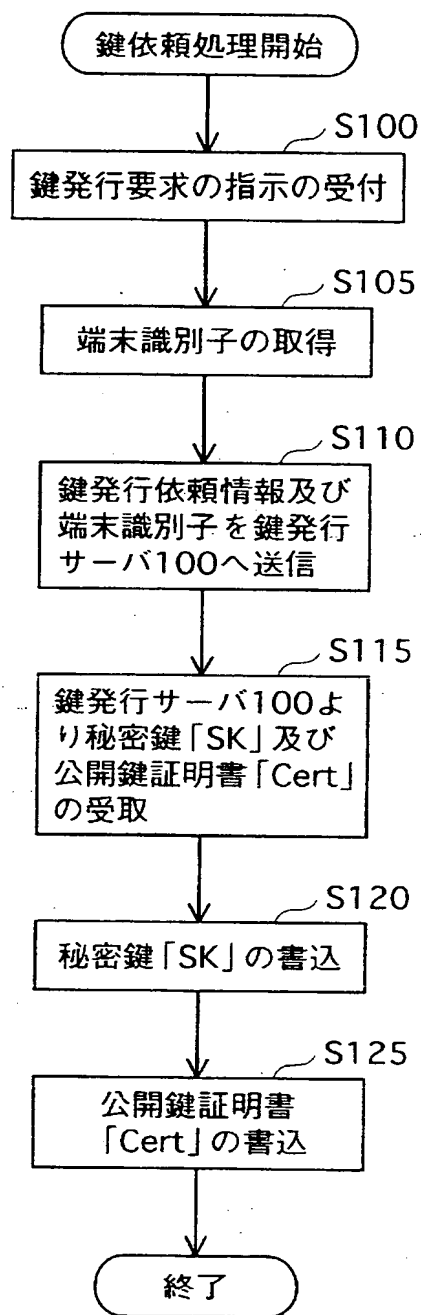 鍵依頼処理開始
S100
鍵発行要求の指示の受付
S105
端末識別子の取得
S110
鍵発行依頼情報及び
端末識別子を鍵発行
サーバ100へ送信
S115
鍵発行サーバ100よ
り秘密鍵「SK」及び
公開鍵証明書「Cert」
の受取
S120
秘密鍵「SK」の書込
S125
公開鍵証明書
「Cert」の書込
終了